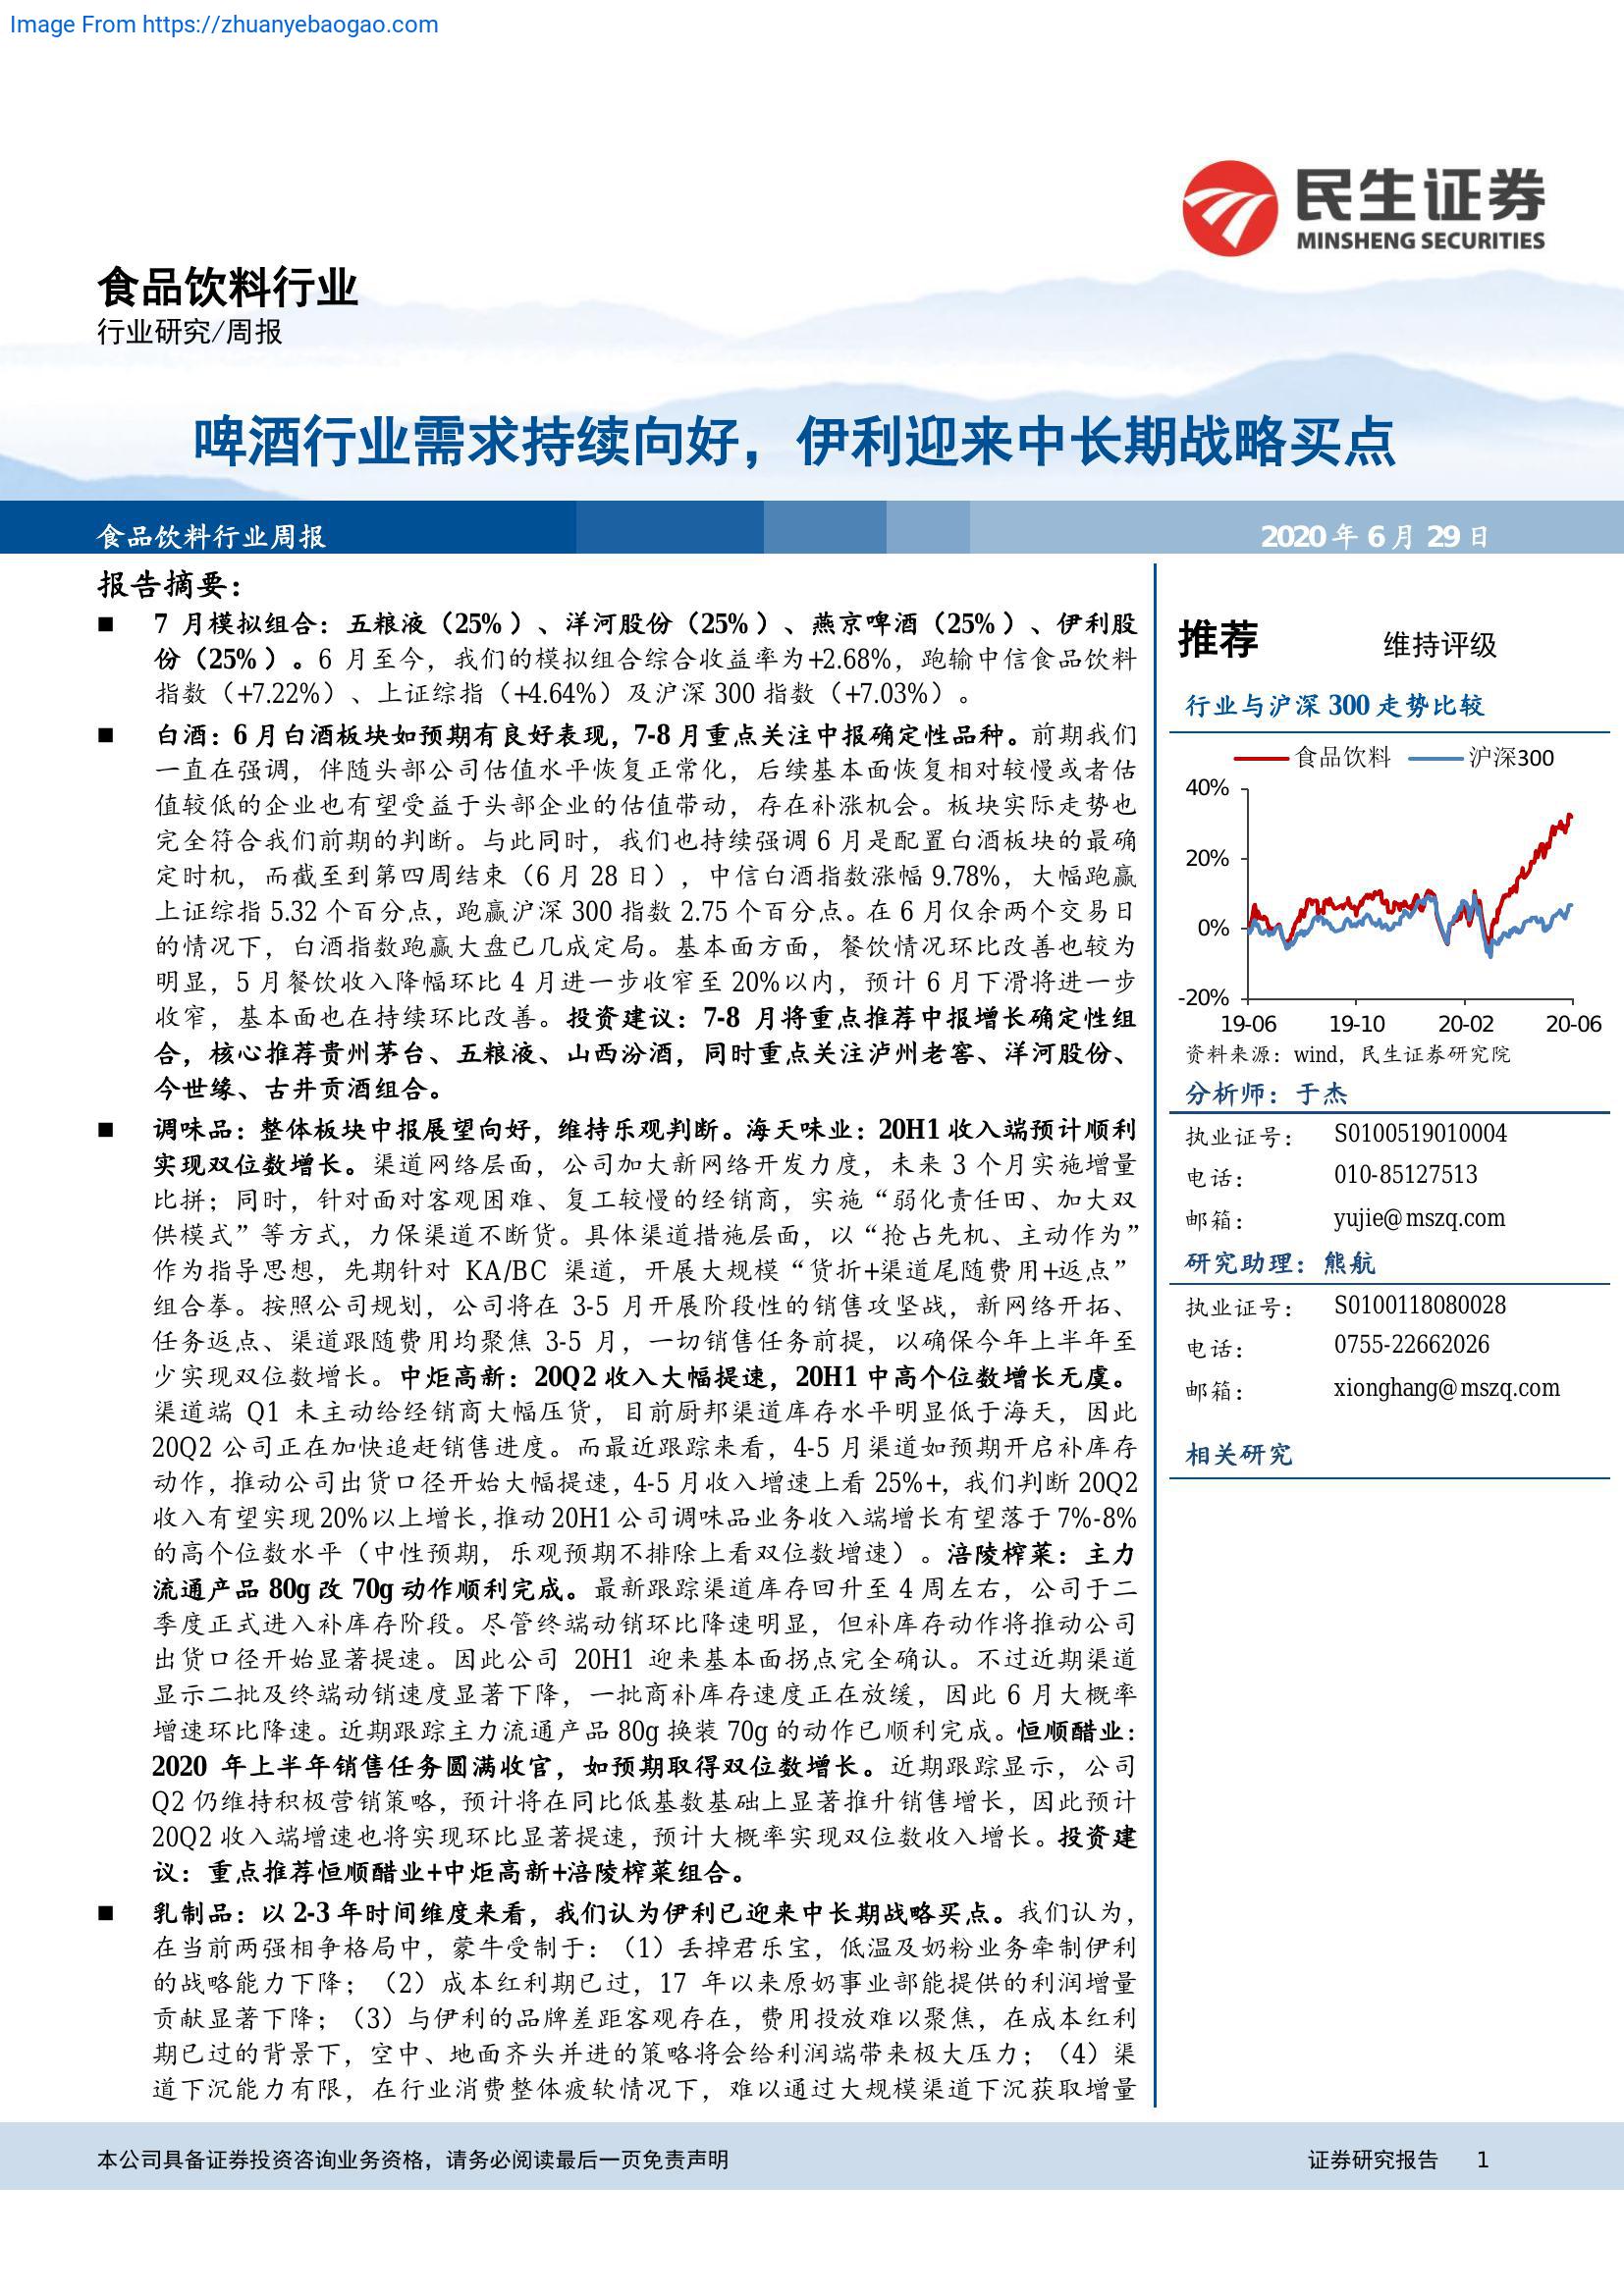 Image From https://zhuanyebaogao.com
民生证券
MINSHENG SECURITIES
食品饮料行业
行业研究/周报
啤酒行业需求持续向好，伊利迎来中长期战略买点
食品饮料行业周报
2020 年 6 月 29 日
报告摘要：
■ 7 月模拟组合：五粮液（25%）、洋河股份（25%）、燕京啤酒（25%）、伊利股
份（25%）。6 月至今，我们的模拟组合综合收益率为+2.68%，跑输中信食品饮料
指数（+7.22%）、上证综指（+4.64%）及沪深 300 指数（+7.03%）。
■ 白酒：6 月白酒板块如预期有良好表现，7-8 月重点关注中报确定性品种。前期我们
一直在强调，伴随头部公司估值水平恢复正常化，后续基本面恢复相对较慢或者估
值较低的企业也有望受益于头部企业的估值带动，存在补涨机会。板块实际走势也
完全符合我们前期的判断。与此同时，我们也持续强调 6 月是配置白酒板块的最确
定时机，而截至到第四周结束（6 月 28 日），中信白酒指数涨幅 9.78%，大幅跑赢
上证综指 5.32 个百分点，跑赢沪深 300 指数 2.75 个百分点。在 6 月仅余两个交易日
的情况下，白酒指数跑赢大盘已几成定局。基本面方面，餐饮情况环比改善也较为
明显，5 月餐饮收入降幅环比 4 月进一步收窄至 20%以内，预计 6 月下滑将进一步
收窄，基本面也在持续环比改善。投资建议：7-8 月将重点推荐中报增长确定性组
合，核心推荐贵州茅台、五粮液、山西汾酒，同时重点关注泸州老窖、洋河股份、
今世缘、古井贡酒组合。
■ 调味品：整体板块中报展望向好，维持乐观判断。海天味业：20H1 收入端预计顺利
实现双位数增长。渠道网络层面，公司加大新网络开发力度，未来 3 个月实施增量
比拼；同时，针对面对客观困难、复工较慢的经销商，实施“弱化责任田、加大双
供模式”等方式，力保渠道不断货。具体渠道措施层面，以“抢占先机、主动作为”
作为指导思想，先期针对 KA/BC 渠道，开展大规模“货折+渠道尾随费用+返点”
组合拳。按照公司规划，公司将在 3-5 月开展阶段性的销售攻坚战，新网络开拓、
任务返点、渠道跟随费用均聚焦 3-5 月，一切销售任务前提，以确保今年上半年至
少实现双位数增长。中炬高新：20Q2 收入大幅提速，20H1 中高个位数增长无虞。
渠道端 Q1 未主动给经销商大幅压货，目前厨邦渠道库存水平明显低于海天，因此
20Q2 公司正在加快追赶销售进度。而最近跟踪来看，4-5 月渠道如预期开启补库存
动作，推动公司出货口径开始大幅提速，4-5 月收入增速上看 25%+，我们判断 20Q2
收入有望实现 20%以上增长，推动 20H1 公司调味品业务收入端增长有望落于 7%-8%
的高个位数水平（中性预期，乐观预期不排除上看双位数增速）。涪陵榨菜：主力
流通产品 80g 改 70g 动作顺利完成。最新跟踪渠道库存回升至 4 周左右，公司于二
季度正式进入补库存阶段。尽管终端动销环比降速明显，但补库存动作将推动公司
出货口径开始显著提速。因此公司 20H1 迎来基本面拐点完全确认。不过近期渠道
显示二批及终端动销速度显著下降，一批商补库存速度正在放缓，因此 6 月大概率
增速环比降速。近期跟踪主力流通产品 80g 换装 70g 的动作已顺利完成。恒顺醋业：
2020 年上半年销售任务圆满收官，如预期取得双位数增长。近期跟踪显示，公司
Q2 仍维持积极营销策略，预计将在同比低基数基础上显著推升销售增长，因此预计
20Q2 收入端增速也将实现环比显著提速，预计大概率实现双位数收入增长。投资建
议：重点推荐恒顺醋业+中炬高新+涪陵榨菜组合。
■ 乳制品：以 2-3 年时间维度来看，我们认为伊利已迎来中长期战略买点。我们认为，
在当前两强相争格局中，蒙牛受制于：（1）丢掉君乐宝，低温及奶粉业务牵制伊利
的战略能力下降；（2）成本红利期已过，17 年以来原奶事业部能提供的利润增量
贡献显著下降；（3）与伊利的品牌差距客观存在，费用投放难以聚焦，在成本红利
期已过的背景下，空中、地面齐头并进的策略将会给利润端带来极大压力；（4）渠
道下沉能力有限，在行业消费整体疲软情况下，难以通过大规模渠道下沉获取增量
推荐 维持评级
行业与沪深 300 走势比较
食品饮料 沪深300
40%
20%
0%
-20%
19-06 19-10 20-02 20-06
资料来源：wind，民生证券研究院
分析师：于杰
执业证号： S0100519010004
电话： 010-85127513
邮箱： yujie@mszq.com
研究助理：熊航
执业证号： S0100118080028
电话： 0755-22662026
邮箱： xionghang@mszq.com
相关研究
本公司具备证券投资咨询业务资格，请务必阅读最后一页免责声明
证券研究报告 1